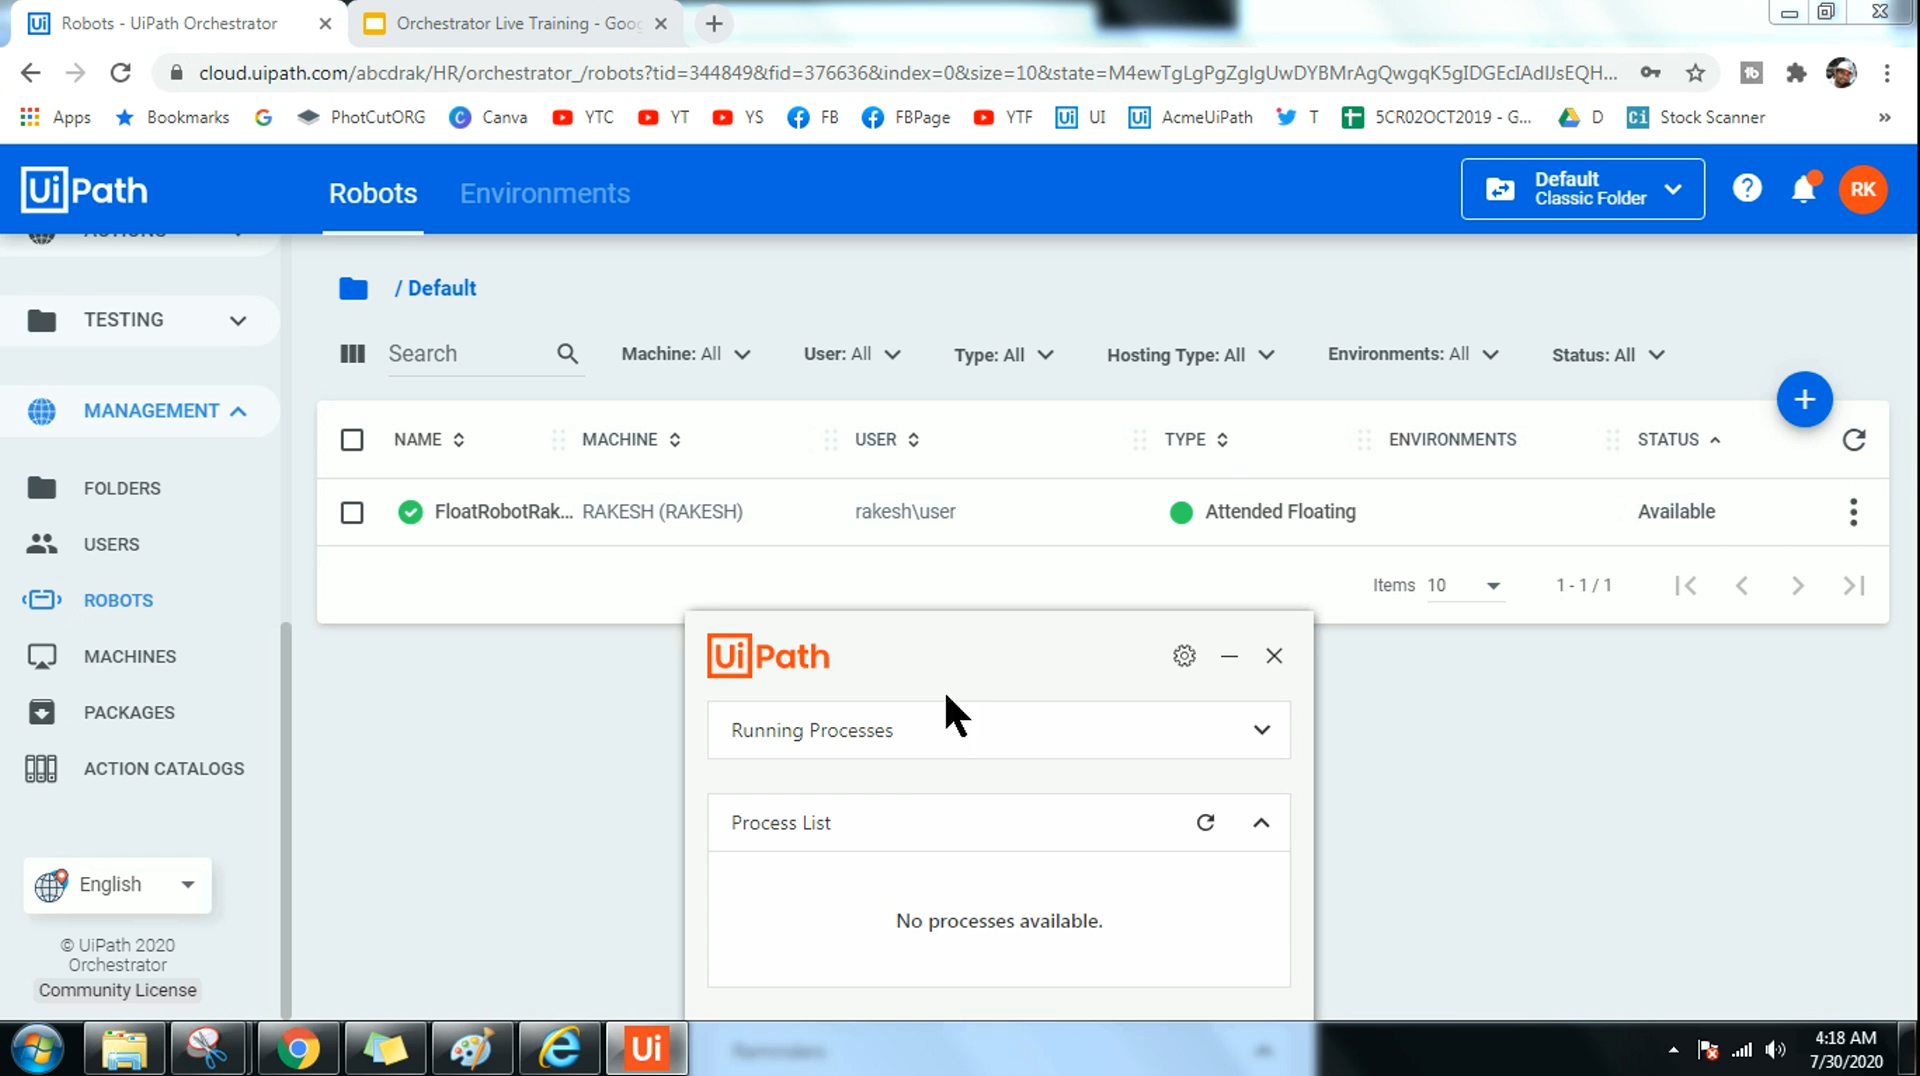 Robots - UiPath Orchestrator
Orchestrator Live Training - Goog
cloud.uipath.com/abcdrak/HR/orchestrator_/robots?tid=344849&fid=376636&index=0&size=10&state=M4ewTgLgPgZglgUwDYBMrAgQwgqK5gIDGEcIAdIJsEQH...
Apps
Bookmarks
PhotCutORG
Canva
YTC
YT
YS
FB
FBPage
YTF
UI
AcmeUiPath
T
5CR02OCT2019 - G...
D
Stock Scanner
UiPath
Robots
Environments
Default
Classic Folder
RK
ACTIONS
TESTING
MANAGEMENT
FOLDERS
USERS
ROBOTS
MACHINES
PACKAGES
ACTION CATALOGS
English
© UiPath 2020
Orchestrator
Community License
/ Default
Search
Machine: All
User: All
Type: All
Hosting Type: All
Environments: All
Status: All
NAME
MACHINE
USER
TYPE
ENVIRONMENTS
STATUS
FloatRobotRak...
RAKESH (RAKESH)
rakesh\user
Attended Floating
Available
Items 10
1 - 1 / 1
UiPath
Running Processes
Process List
No processes available.
Ui
4:18 AM
7/30/2020